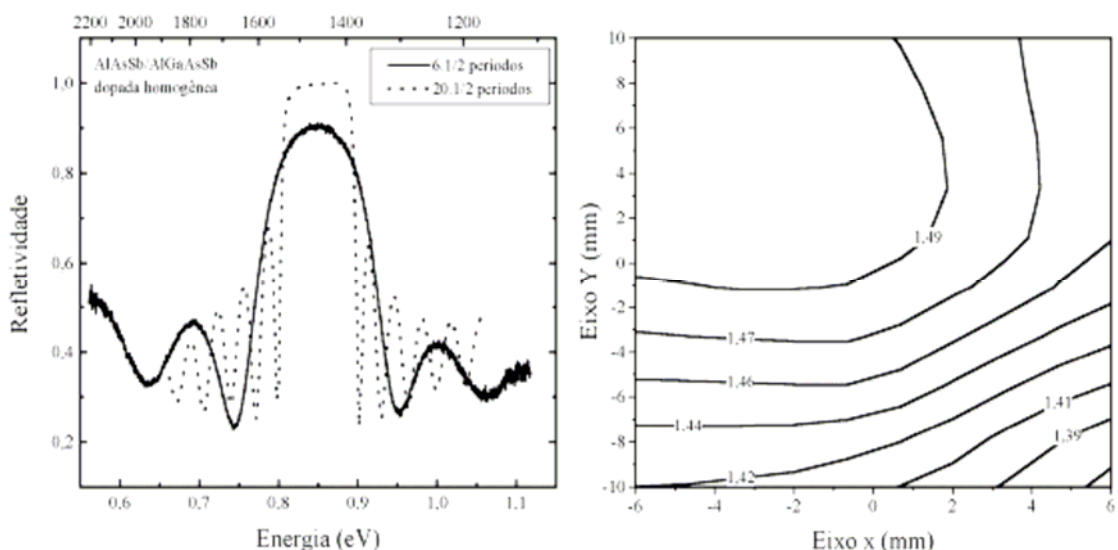 2200 2000 1800 1600 1400 1200
AlAsSb/AlGaAsSb
dopada homogênea
6.1/2 periodos
20.1/2 periodos
1,0
0,8
0,6
0,4
0,2
Refletividade
0.6 0.7 0.8 0.9 1.0 1.1
Energia (eV)
10
8
6
4
2
0
-2
-4
-6
-8
-10
Eixo Y (mm)
1.49
1.47
1.46
1.44
1.42
1.41
1.39
-6 -4 -2 0 2 4 6
Eixo x (mm)